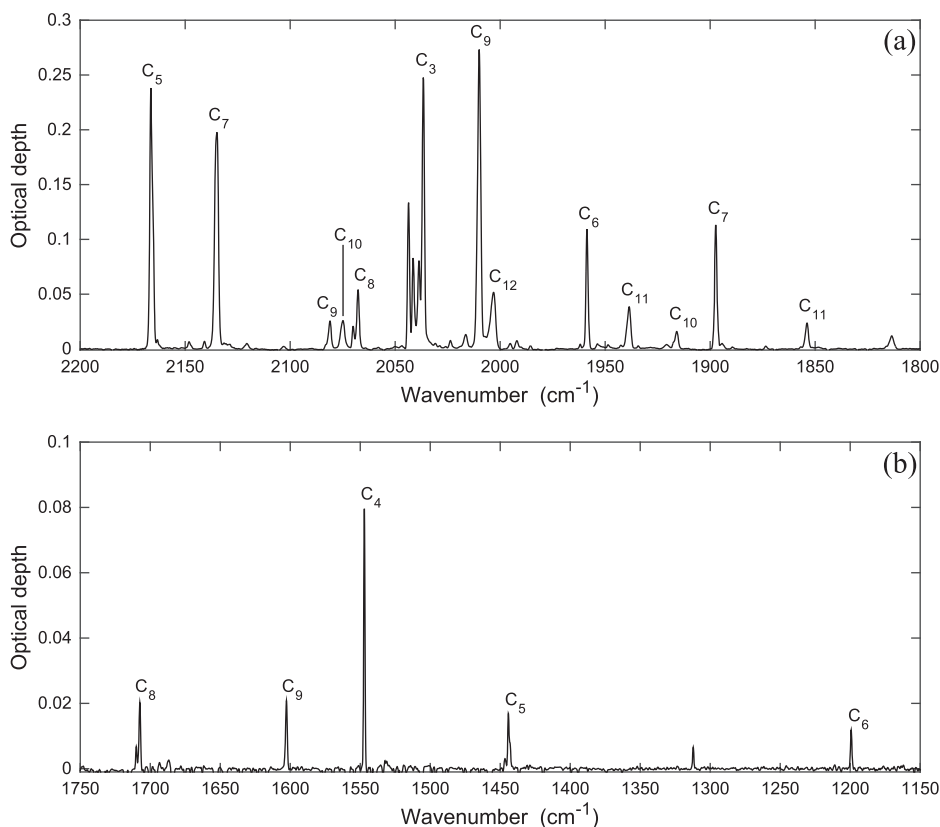 (a)
0.3
0.25
0.2
0.15
0.1
0.05
0
Optical depth
C5
C7
C9
C10
C8
C3
C9
C12
C6
C11
C10
C7
C11
2200 2150 2100 2050 2000 1950 1900 1850 1800
Wavenumber (cm-1)
(b)
0.1
0.08
0.06
0.04
0.02
0
Optical depth
C8
C9
C4
C5
C6
1750 1700 1650 1600 1550 1500 1450 1400 1350 1300 1250 1200 1150
Wavenumber (cm-1)